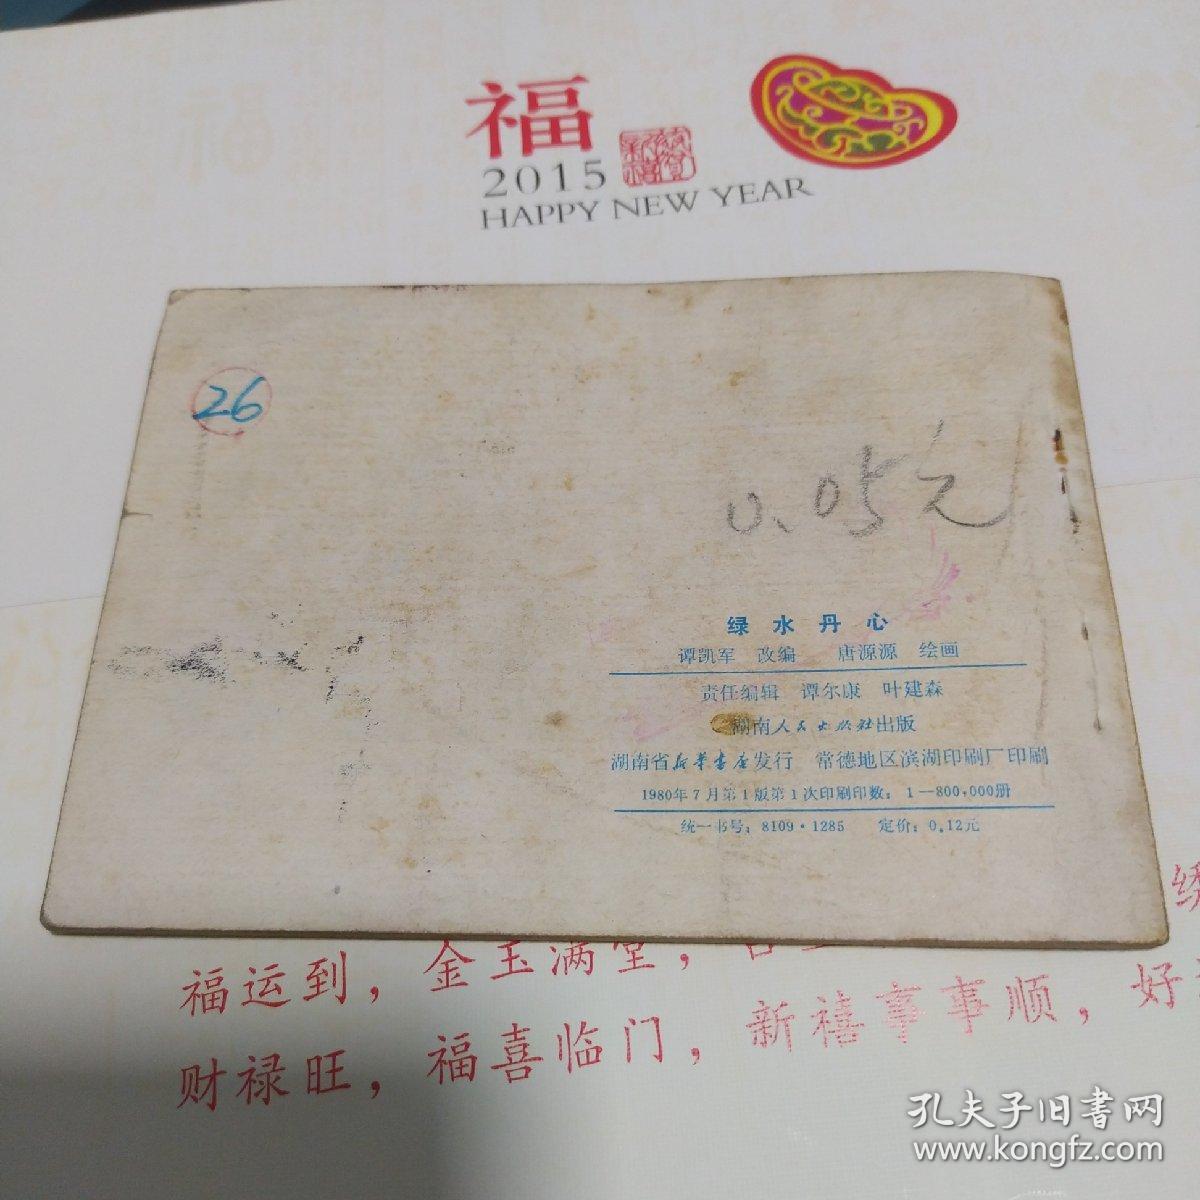 福
2015
HAPPY NEW YEAR
26
0.05元
绿水丹心
谭凯军 改编 唐源源 绘画
责任编辑 谭尔康 叶建森
湖南人民出版社出版
湖南省新华书店发行 常德地区滨湖印刷厂印刷
1980年7月第1版第1次印刷印数：1—800,000册
统一书号：8109·1285 定价：0.12元
福运到，金玉满堂，
财禄旺，福喜临门，新禧事事顺，好
孔夫子旧书网
www.kongfz.com